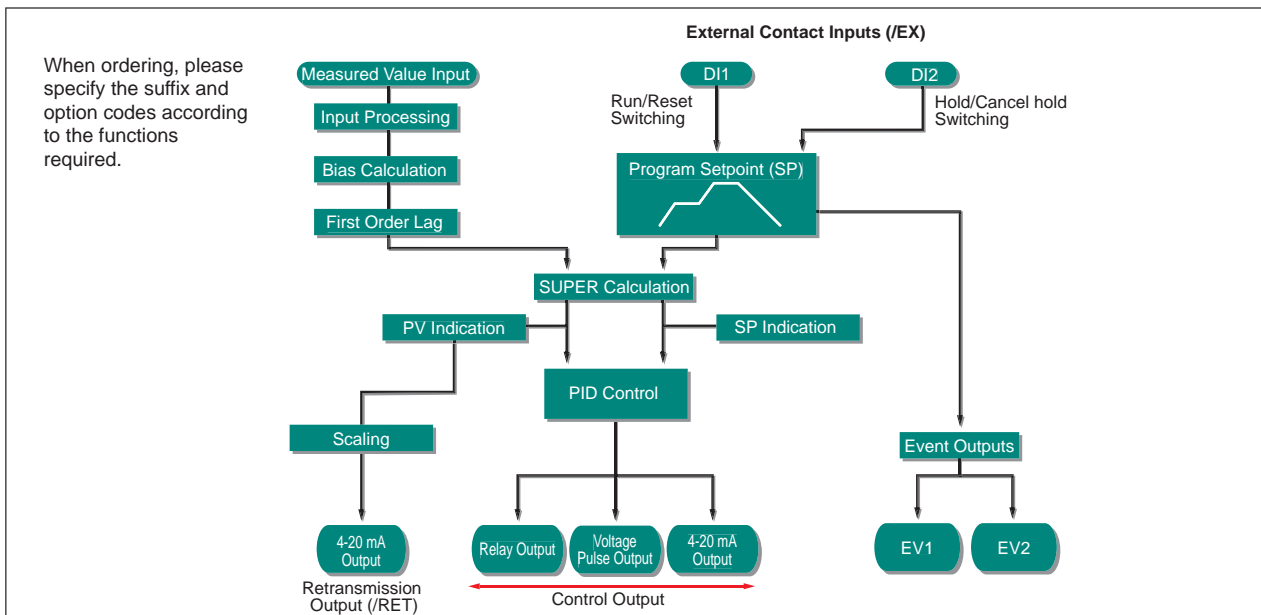 External Contact Inputs (/EX)
When ordering, please
specify the suffix and
option codes according
to the functions
required.
Measured Value Input
DI1
DI2
Run/Reset
Switching
Hold/Cancel hold
Switching
Input Processing
Bias Calculation
Program Setpoint (SP)
First Order Lag
SUPER Calculation
PV Indication
SP Indication
PID Control
Scaling
Event Outputs
4-20 mA
Output
Relay Output
Voltage
Pulse Output
4-20 mA
Output
EV1
EV2
Retransmission
Output (/RET)
Control Output